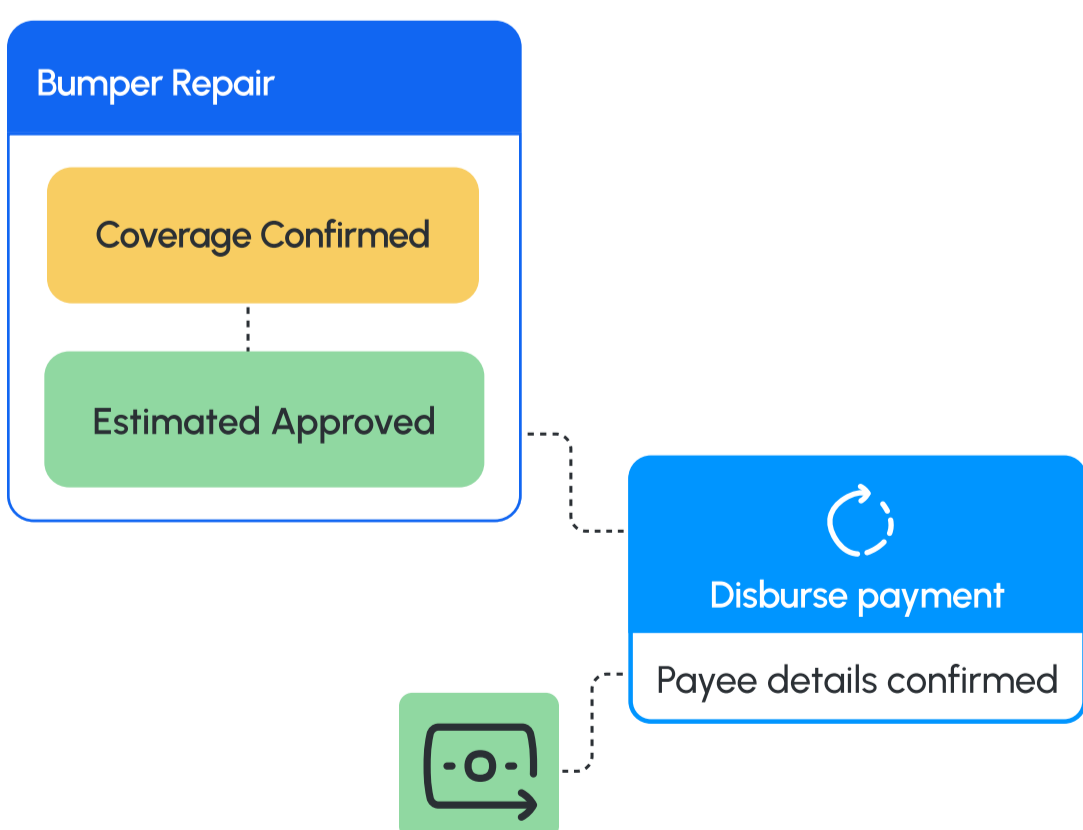 Bumper Repair
Coverage Confirmed
Estimated Approved
Disburse payment
Payee details confirmed